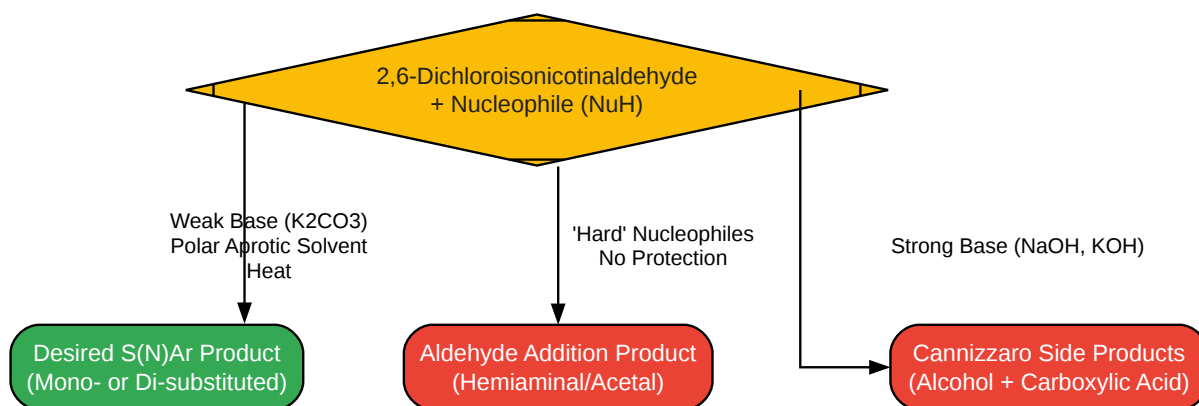 2,6-Dichloroisonicotinaldehyde
+ Nucleophile (NuH)
Weak Base (K2CO3)
Polar Aprotic Solvent
Heat
'Hard' Nucleophiles
No Protection
Strong Base (NaOH, KOH)
Desired S(N)Ar Product
(Mono- or Di-substituted)
Aldehyde Addition Product
(Hemiaminal/Acetal)
Cannizzaro Side Products
(Alcohol + Carboxylic Acid)